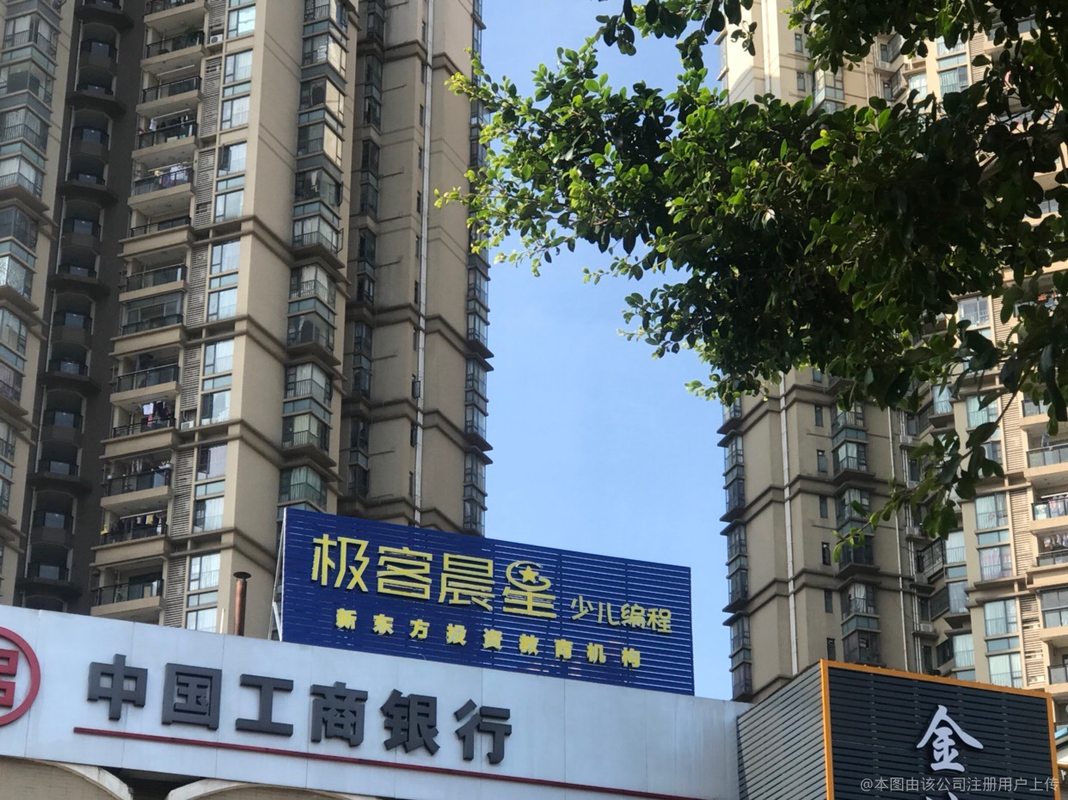 极客晨星 少儿编程
新东方投资教育机构
中国工商银行
金
@本图由该公司注册用户上传